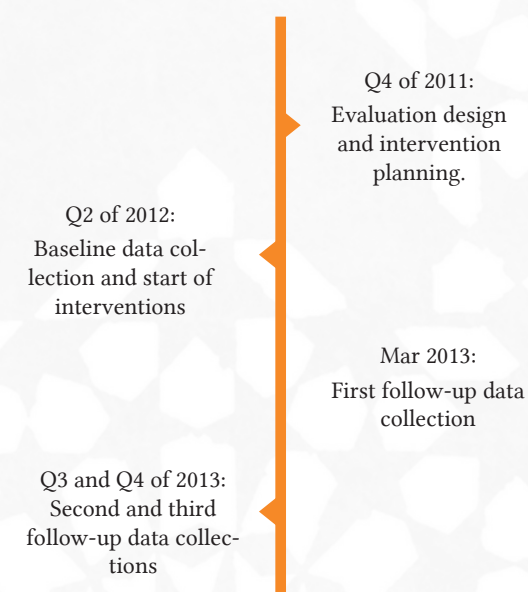 Q4 of 2011:
Evaluation design
and intervention
planning.
Q2 of 2012:
Baseline data col-
lection and start of
interventions
Mar 2013:
First follow-up data
collection
Q3 and Q4 of 2013:
Second and third
follow-up data collec-
tions